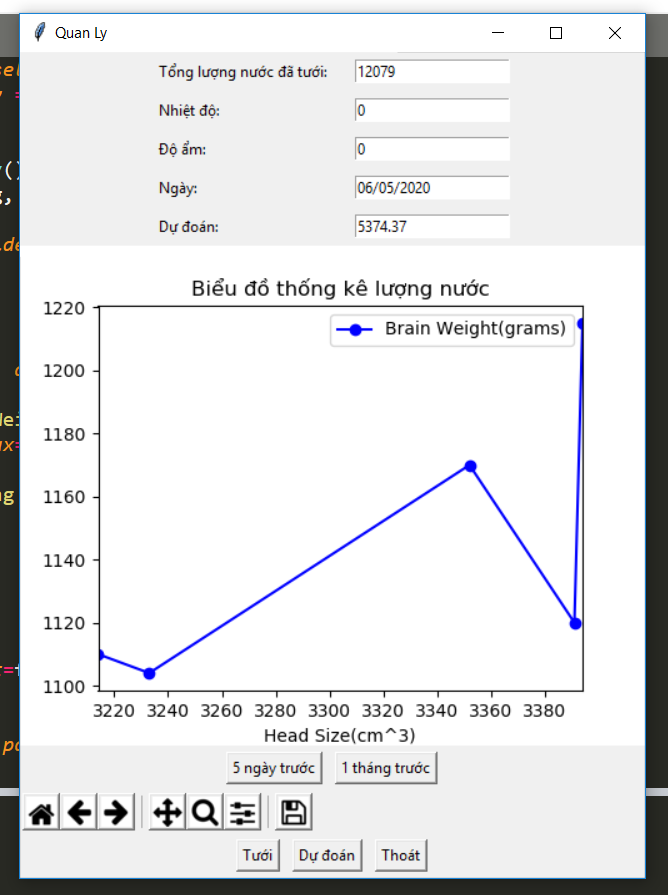 Quan Ly
Tổng lượng nước đã tưới: 12079
Nhiệt độ: 0
Độ ẩm: 0
Ngày: 06/05/2020
Dự đoán: 5374.37
Biểu đồ thống kê lượng nước
Brain Weight(grams)
1220
1200
1180
1160
1140
1120
1100
3220 3240 3260 3280 3300 3320 3340 3360 3380
Head Size(cm^3)
5 ngày trước 1 tháng trước
Tưới Dự đoán Thoát